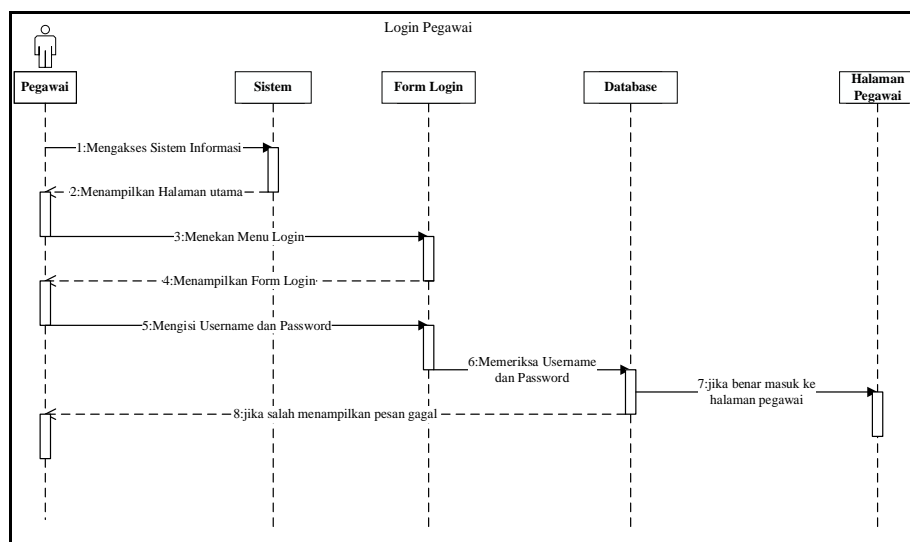 Login Pegawai
Pegawai
Sistem
Form Login
Database
Halaman
Pegawai
1:Mengakses Sistem Informasi
2:Menampilkan Halaman utama
3:Menekan Menu Login
4:Menampilkan Form Login
5:Mengisi Username dan Password
6:Memeriksa Username
dan Password
7:jika benar masuk ke
halaman pegawai
8:jika salah menampilkan pesan gagal